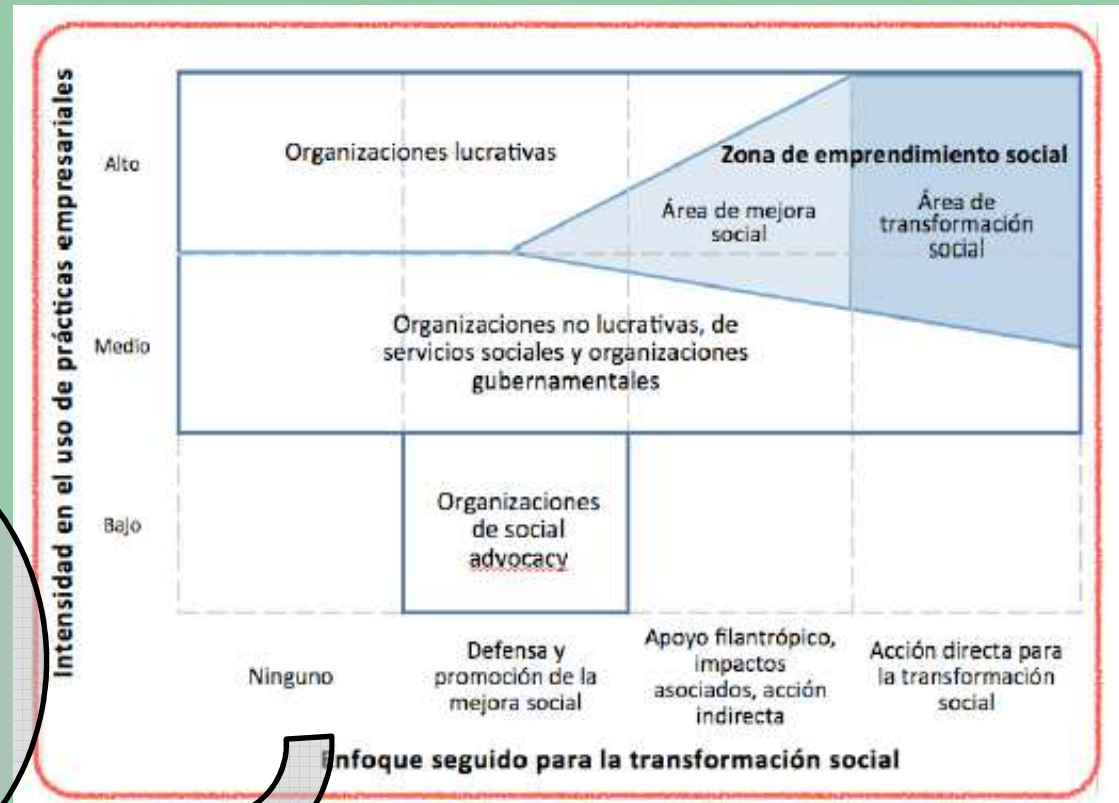 Intensidad en el uso de prácticas empresariales
Alto
Organizaciones lucrativas
Zona de emprendimiento social
Área de mejora
social
Área de
transformación
social
Medio
Organizaciones no lucrativas, de
servicios sociales y organizaciones
gubernamentales
Bajo
Organizaciones
de social
advocacy
Ninguno
Defensa y
promoción de la
mejora social
Apoyo filantrópico,
impactos
asociados, acción
indirecta
Acción directa para
la transformación
social
Enfoque seguido para la transformación social